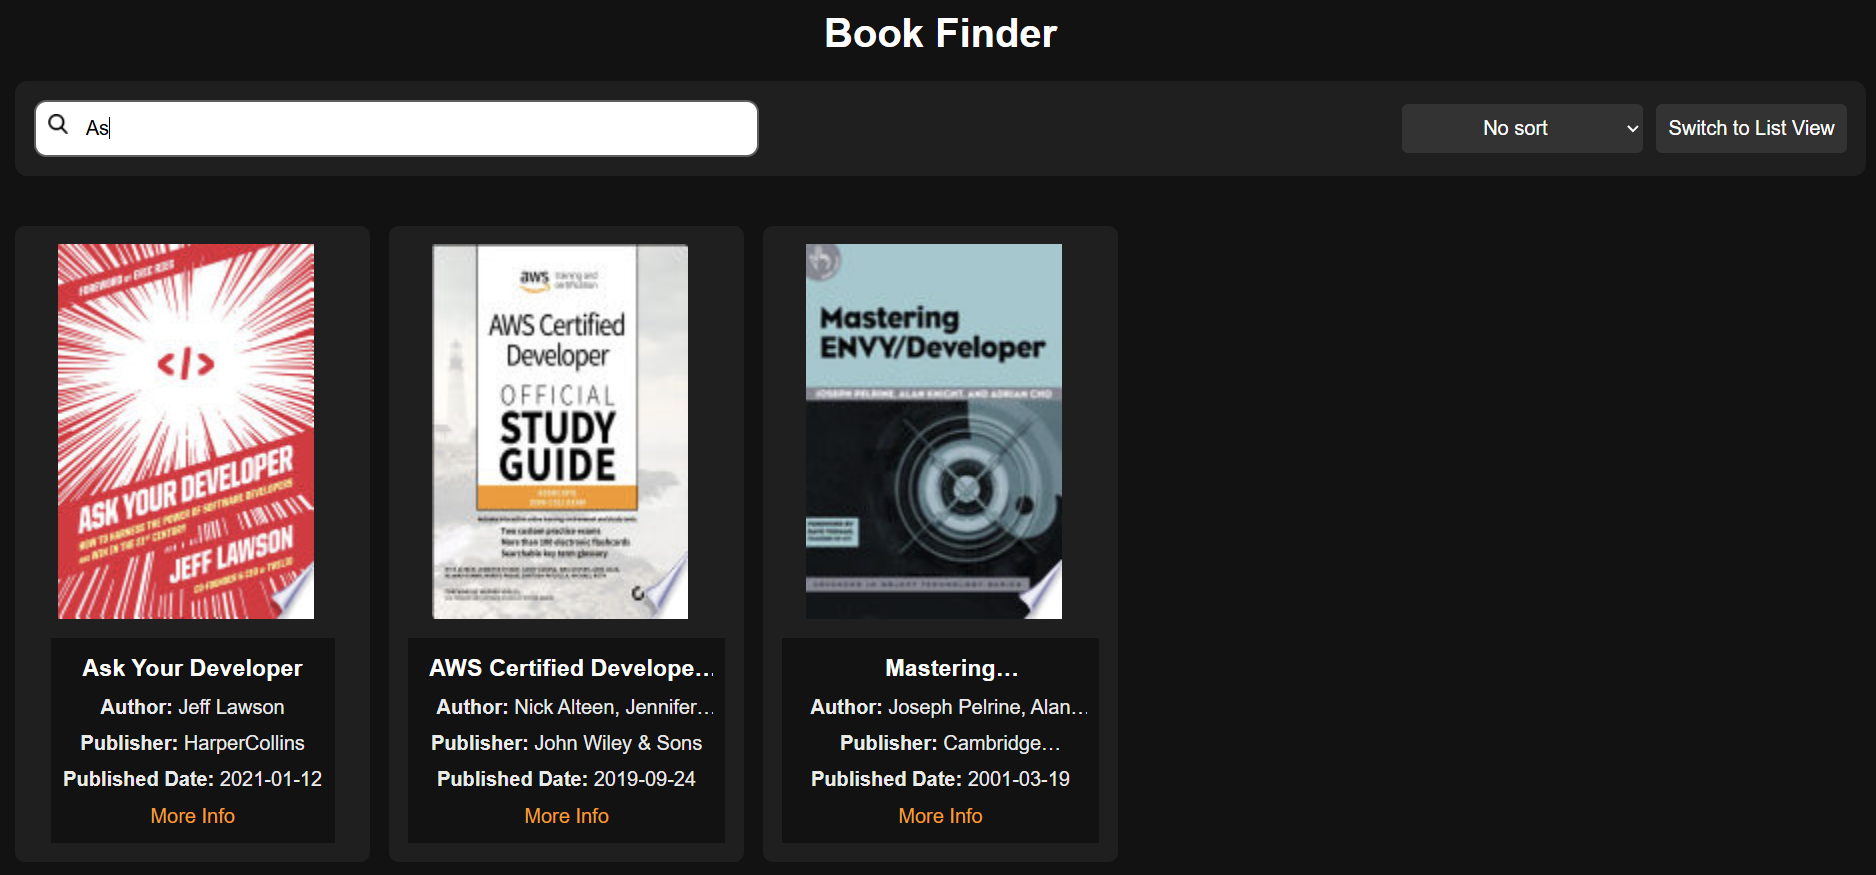 Book Finder
As
No sort
Switch to List View
FOREWORD BY ERIC RIES
</>
ASK YOUR DEVELOPER
HOW TO HARNESS THE POWER OF SOFTWARE DEVELOPERS
AND WIN IN THE 21ST CENTURY
JEFF LAWSON
CO-FOUNDER & CEO OF TWILIO
Ask Your Developer
Author: Jeff Lawson
Publisher: HarperCollins
Published Date: 2021-01-12
More Info
aws training and
certification
AWS Certified
Developer
OFFICIAL
STUDY
GUIDE
Two custom practice exams
More than 100 electronic flashcards
Searchable key term glossary
AWS Certified Develope...
Author: Nick Alteen, Jennifer...
Publisher: John Wiley & Sons
Published Date: 2019-09-24
More Info
Mastering
ENVY/Developer
JOSEPH PELRINE, ALAN KNIGHT, AND ADRIAN CHO
Mastering...
Author: Joseph Pelrine, Alan...
Publisher: Cambridge...
Published Date: 2001-03-19
More Info